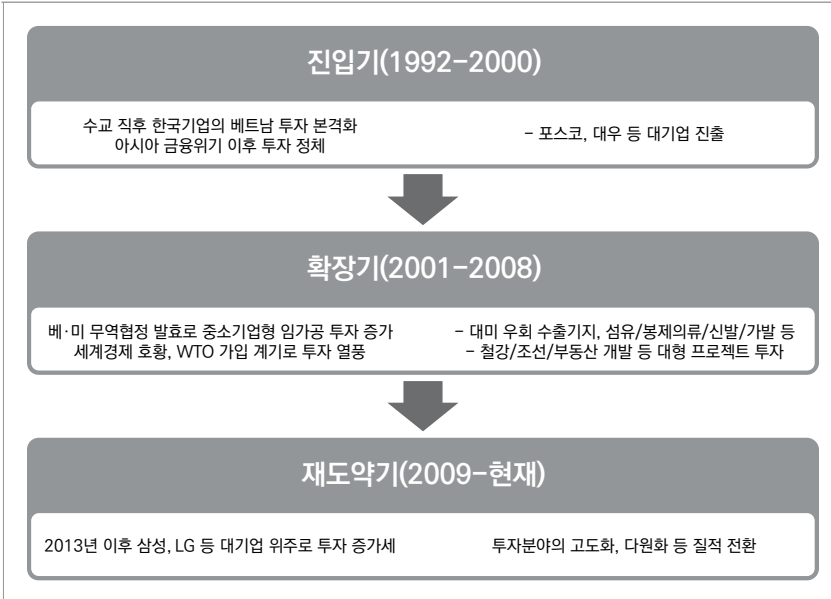 진입기(1992-2000)
수교 직후 한국기업의 베트남 투자 본격화
아시아 금융위기 이후 투자 정체
- 포스코, 대우 등 대기업 진출
확장기(2001-2008)
베·미 무역협정 발효로 중소기업형 임가공 투자 증가
세계경제 호황, WTO 가입 계기로 투자 열풍
- 대미 우회 수출기지, 섬유/봉제의류/신발/가발 등
- 철강/조선/부동산 개발 등 대형 프로젝트 투자
재도약기(2009-현재)
2013년 이후 삼성, LG 등 대기업 위주로 투자 증가세
투자분야의 고도화, 다원화 등 질적 전환